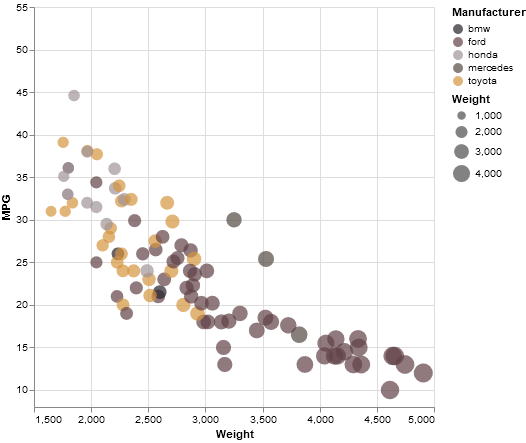 55
50
45
40
35
30
25
20
15
10
MPG
1,500 2,000 2,500 3,000 3,500 4,000 4,500 5,000
Weight
Manufacturer
bmw
ford
honda
mercedes
toyota
Weight
1,000
2,000
3,000
4,000